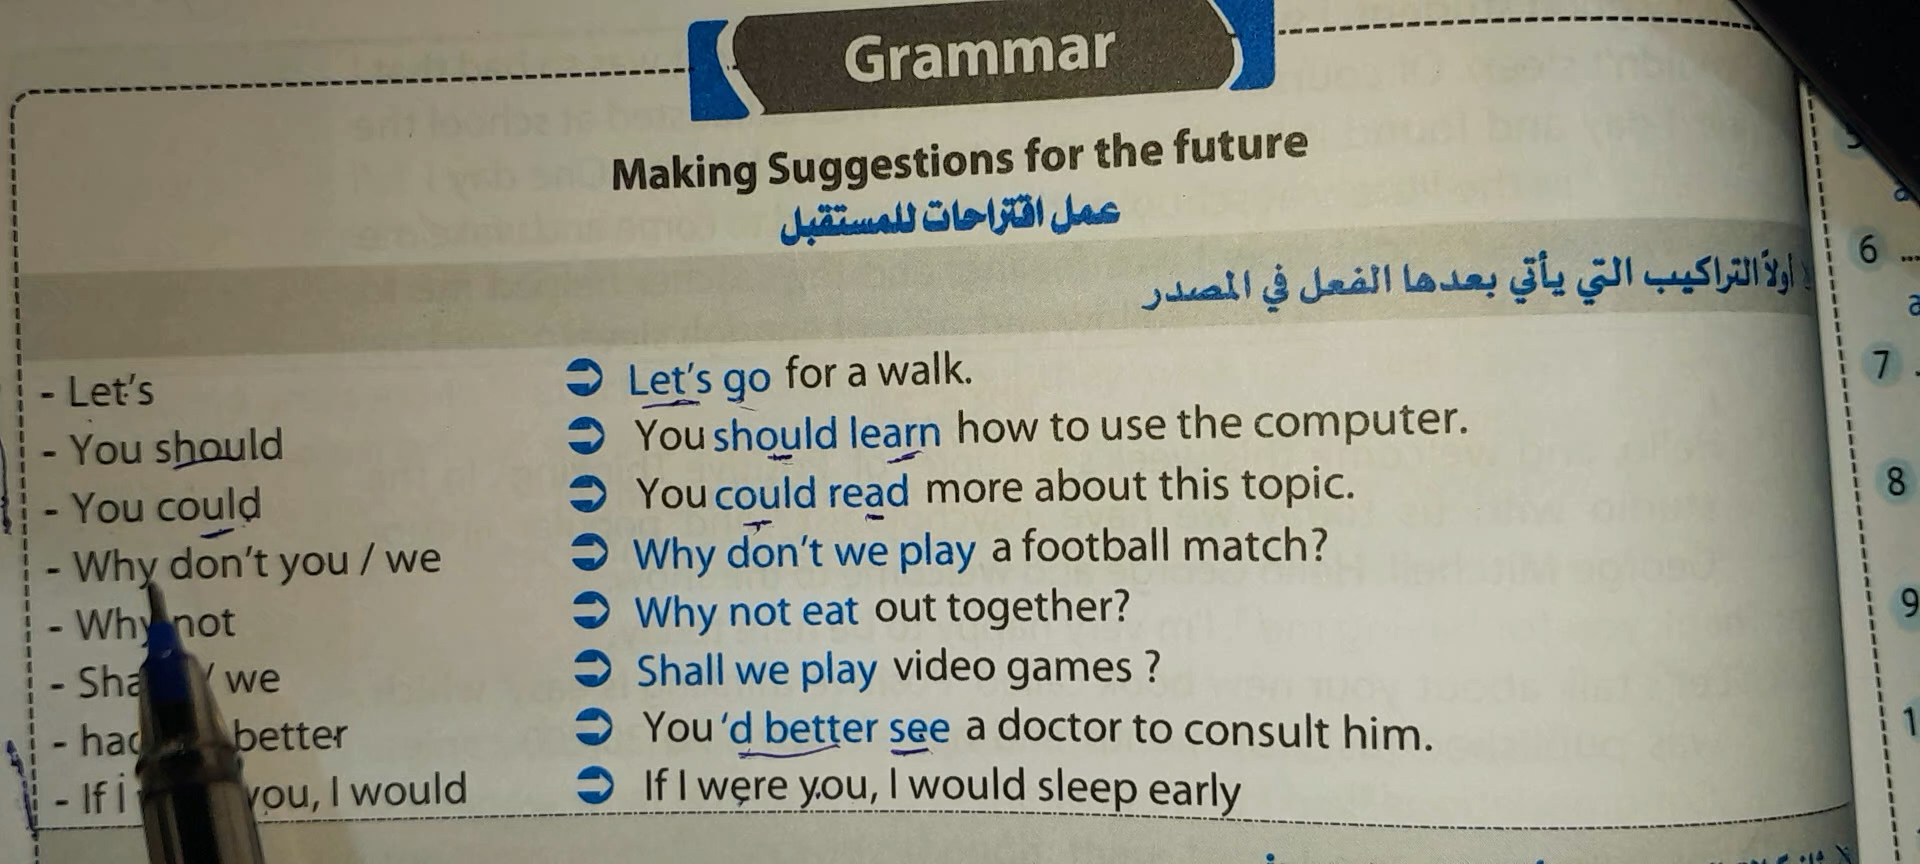 Grammar
Making Suggestions for the future
عمل اقتراحات للمستقبل
أولاً التراكيب التي يأتي بعدها الفعل في المصدر
- Let's ➲ Let's go for a walk.
- You should ➲ You should learn how to use the computer.
- You could ➲ You could read more about this topic.
- Why don't you / we ➲ Why don't we play a football match?
- Why not ➲ Why not eat out together?
- / we ➲ Shall we play video games ?
- better ➲ You 'd better see a doctor to consult him.
- If I you, I would ➲ If I were you, I would sleep early
6 ...
7
8
9
1